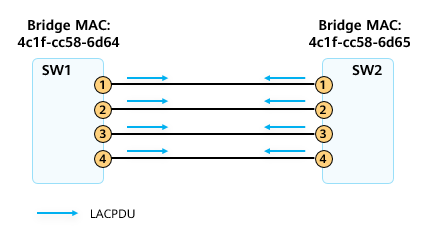 Bridge MAC:
4c1f-cc58-6d64
Bridge MAC:
4c1f-cc58-6d65
SW1
SW2
1
1
2
2
3
3
4
4
LACPDU